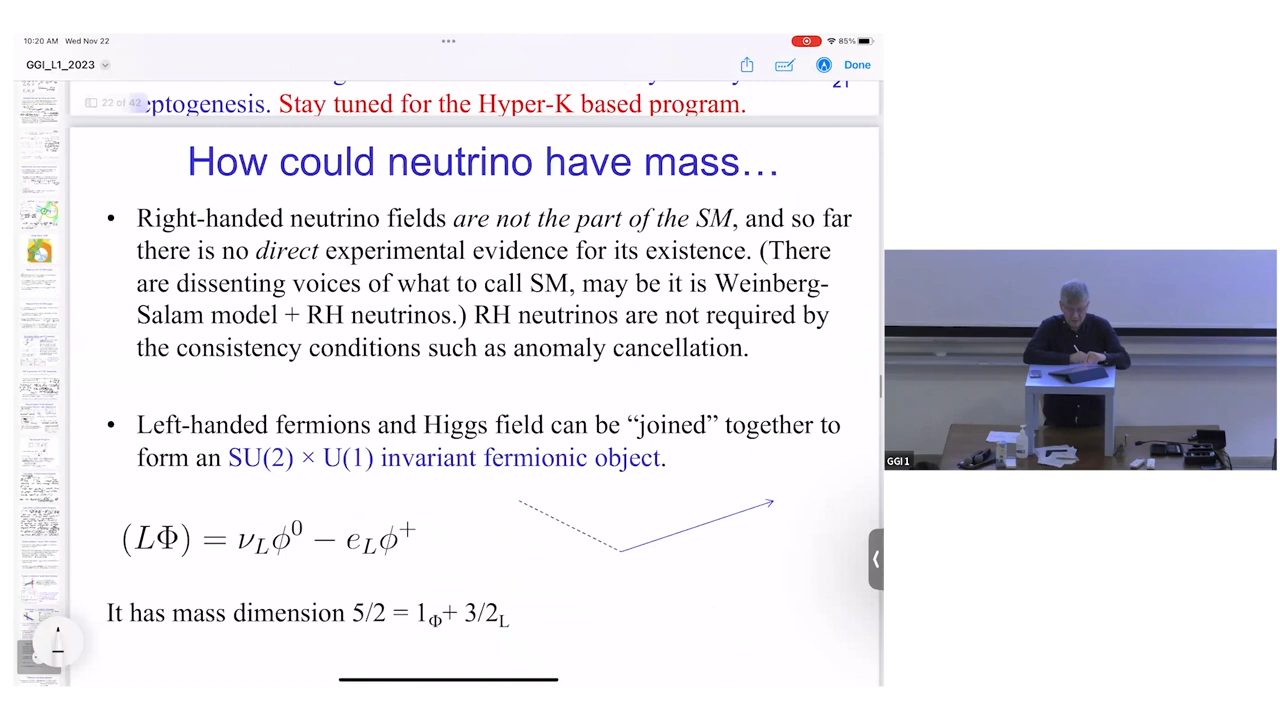 10:20 AM Wed Nov 22
85%
GGI_L1_2023
Done
22 of 42
21
eptogenesis. Stay tuned for the Hyper-K based program.
How could neutrino have mass…
• Right-handed neutrino fields are not the part of the SM, and so far
there is no direct experimental evidence for its existence. (There
are dissenting voices of what to call SM, may be it is Weinberg-
Salam model + RH neutrinos.) RH neutrinos are not required by
the consistency conditions such as anomaly cancellation.
• Left-handed fermions and Higgs field can be “joined” together to
form an SU(2) × U(1) invariant fermionic object.
(LΦ) = ν_Lϕ^0 − e_Lϕ^+
It has mass dimension 5/2 = 1_Φ+ 3/2_L
GGI1